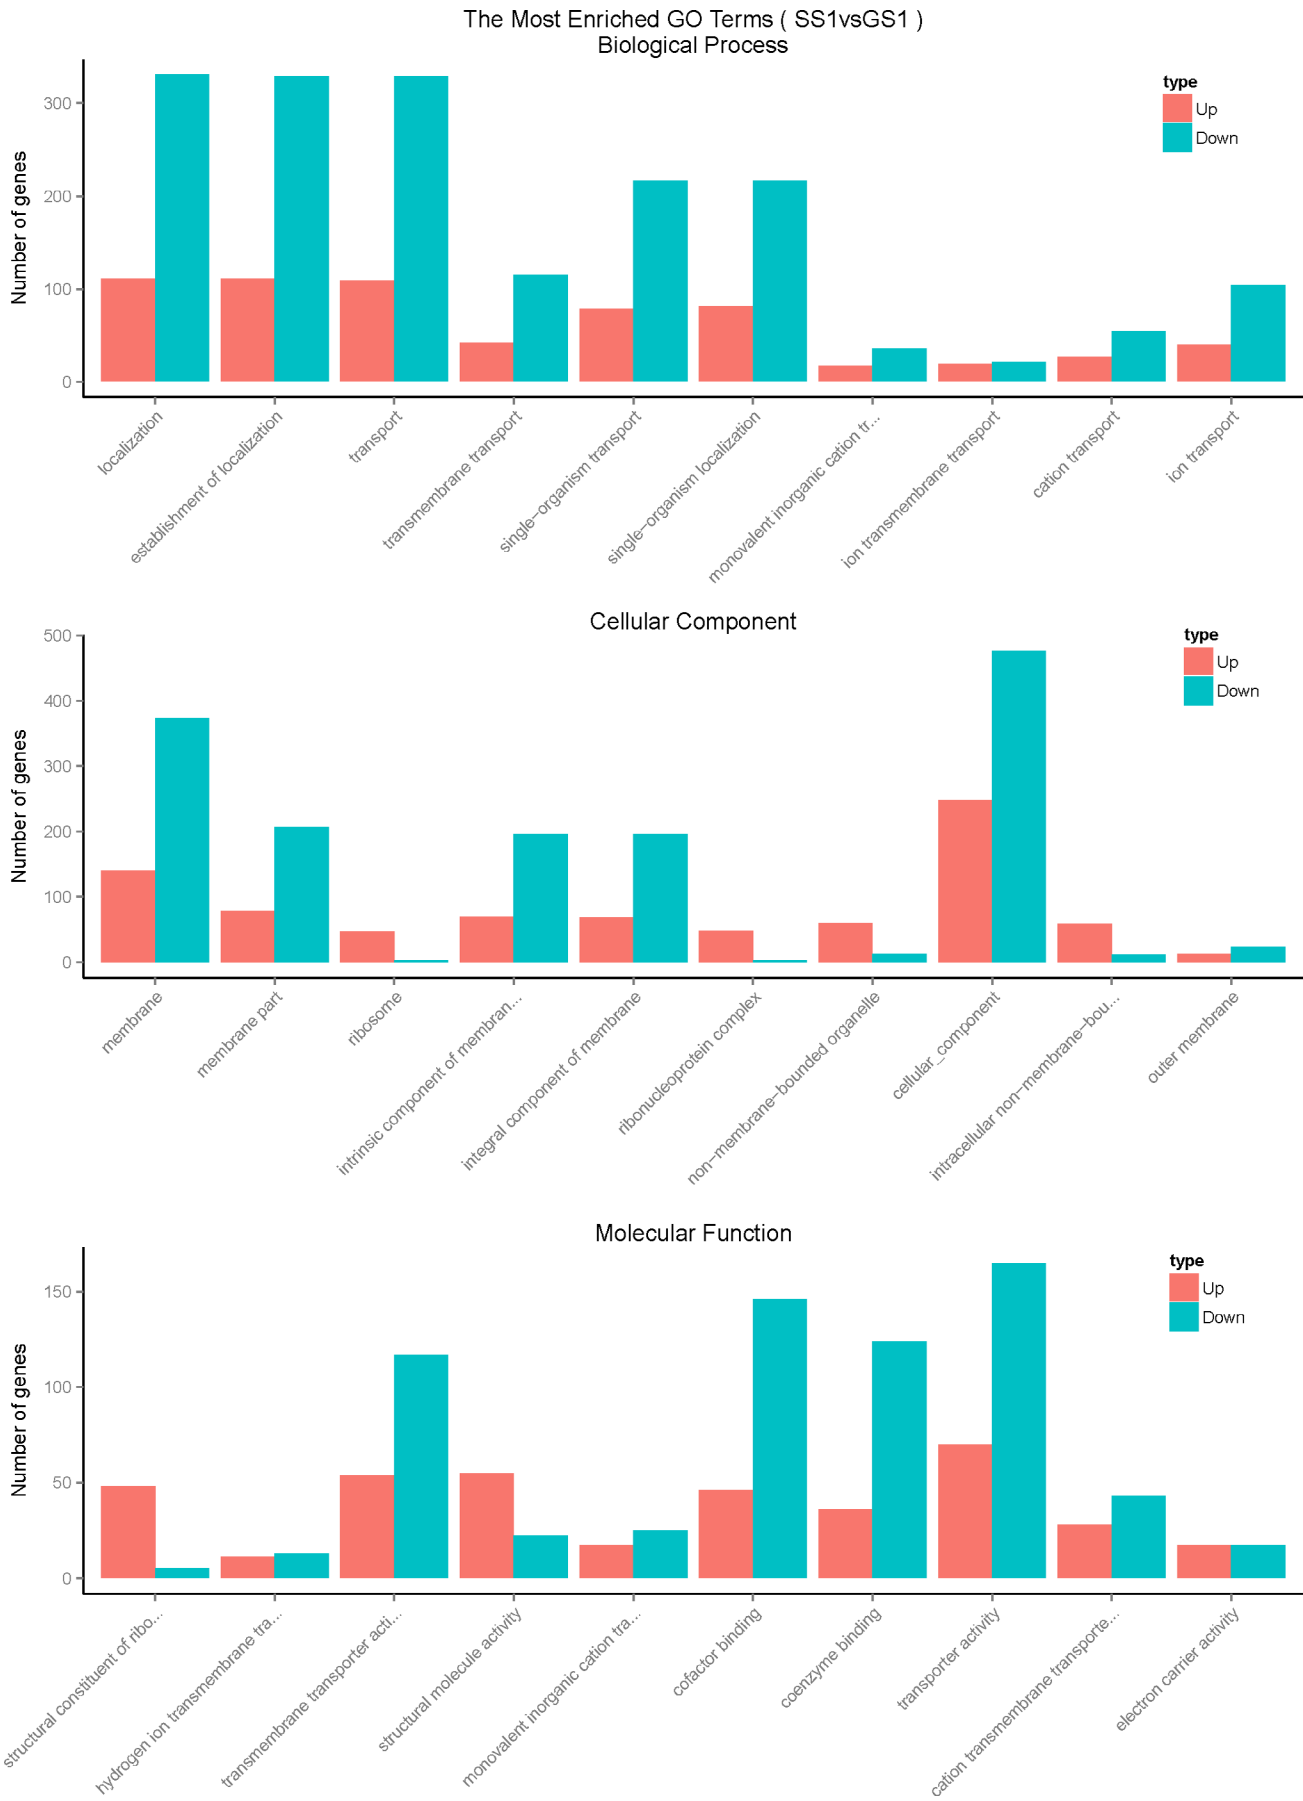 The Most Enriched GO Terms ( SS1vsGS1 )
Biological Process
Number of genes
300
200
100
0
type
Up
Down
localization
establishment of localization
transport
transmembrane transport
single−organism transport
single−organism localization
monovalent inorganic cation tr...
ion transmembrane transport
cation transport
ion transport
Cellular Component
Number of genes
500
400
300
200
100
0
type
Up
Down
membrane
membrane part
ribosome
intrinsic component of membran...
integral component of membrane
ribonucleoprotein complex
non−membrane−bounded organelle
cellular_component
intracellular non−membrane−bou...
outer membrane
Molecular Function
Number of genes
150
100
50
0
type
Up
Down
structural constituent of ribo...
hydrogen ion transmembrane tra...
transmembrane transporter acti...
structural molecule activity
monovalent inorganic cation tra...
cofactor binding
coenzyme binding
transporter activity
cation transmembrane transporte...
electron carrier activity